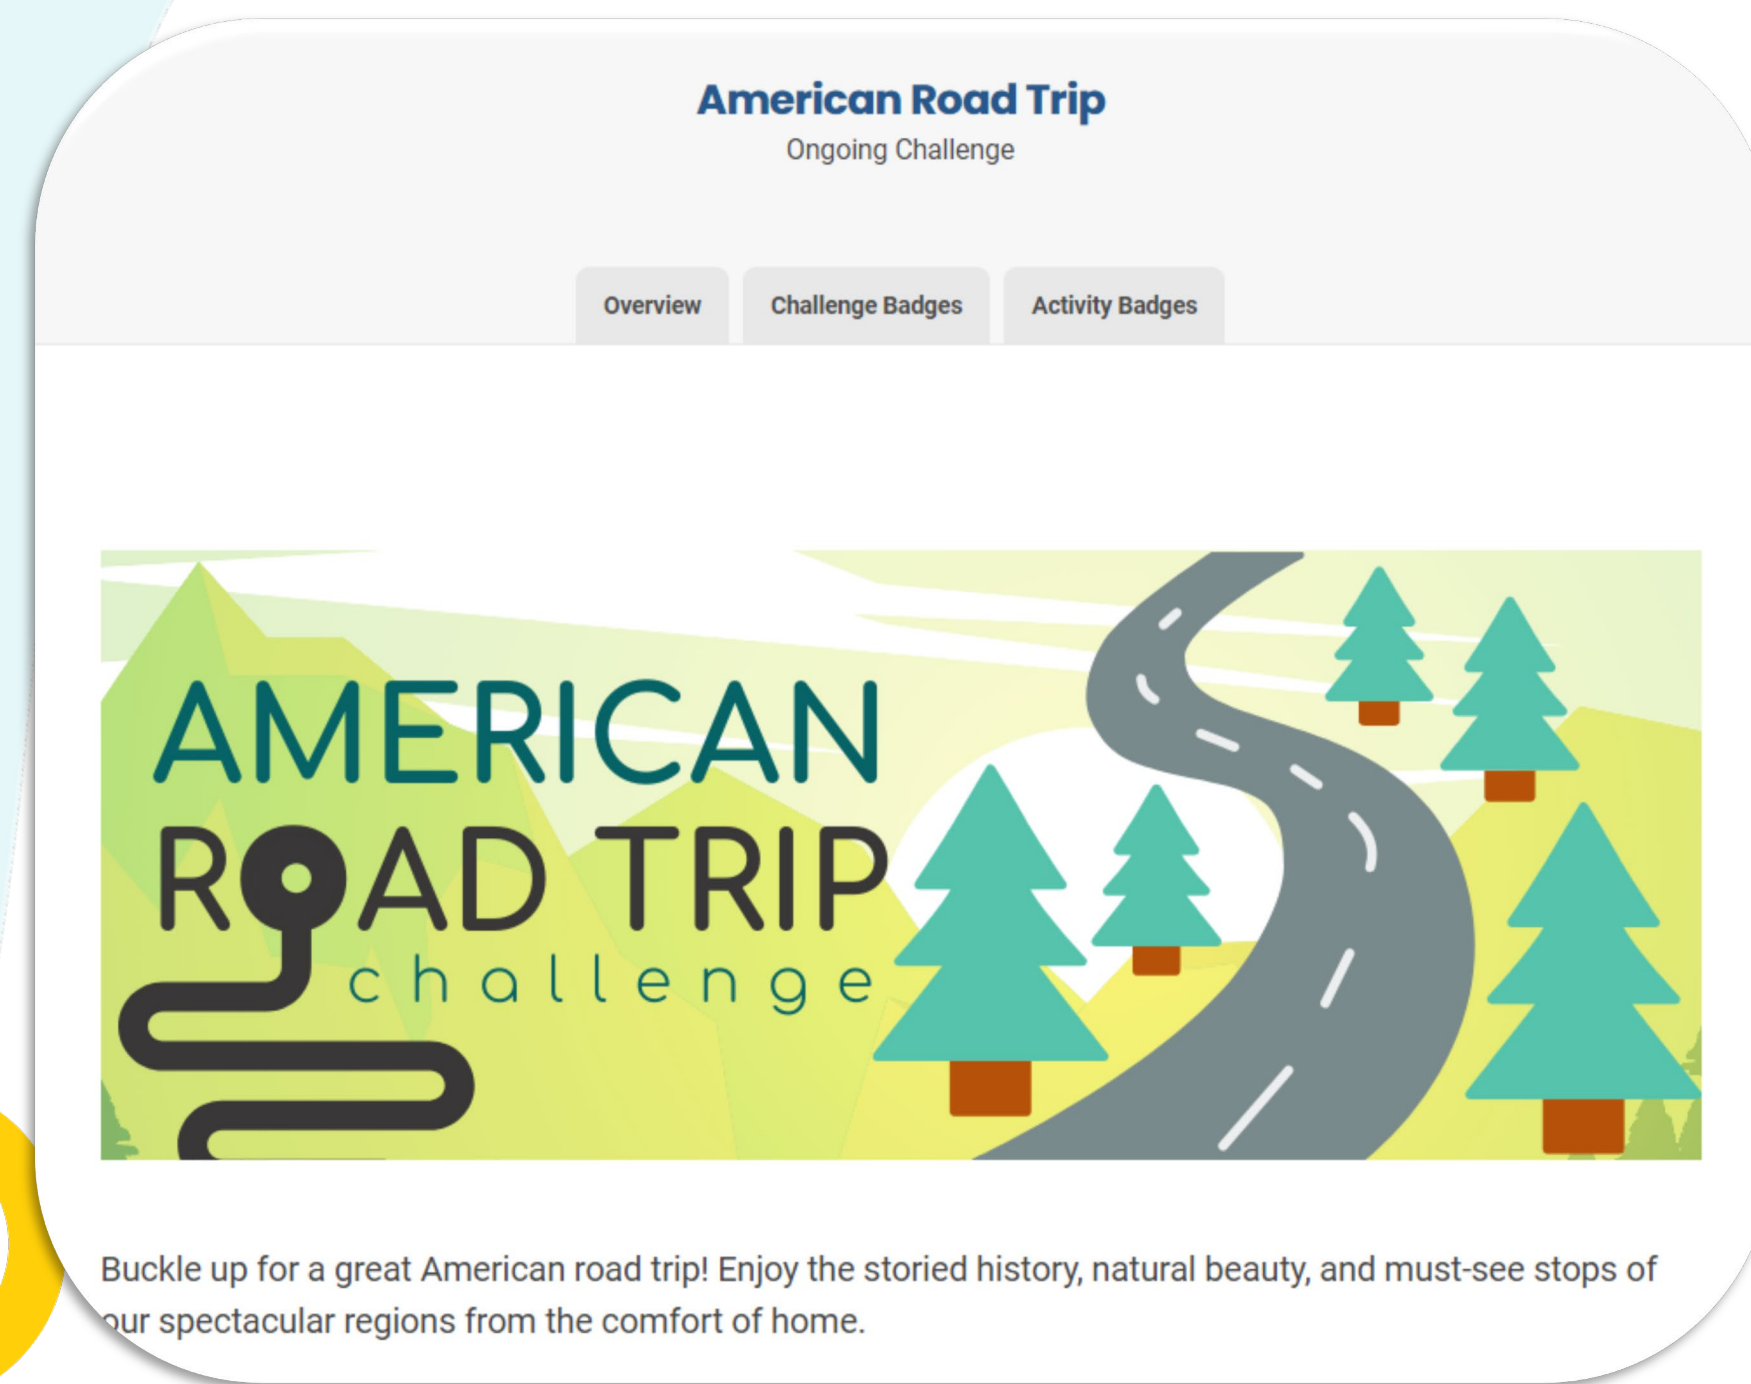 American Road Trip
Ongoing Challenge
Overview Challenge Badges Activity Badges
AMERICAN
ROAD TRIP
challenge
Buckle up for a great American road trip! Enjoy the storied history, natural beauty, and must-see stops of
our spectacular regions from the comfort of home.